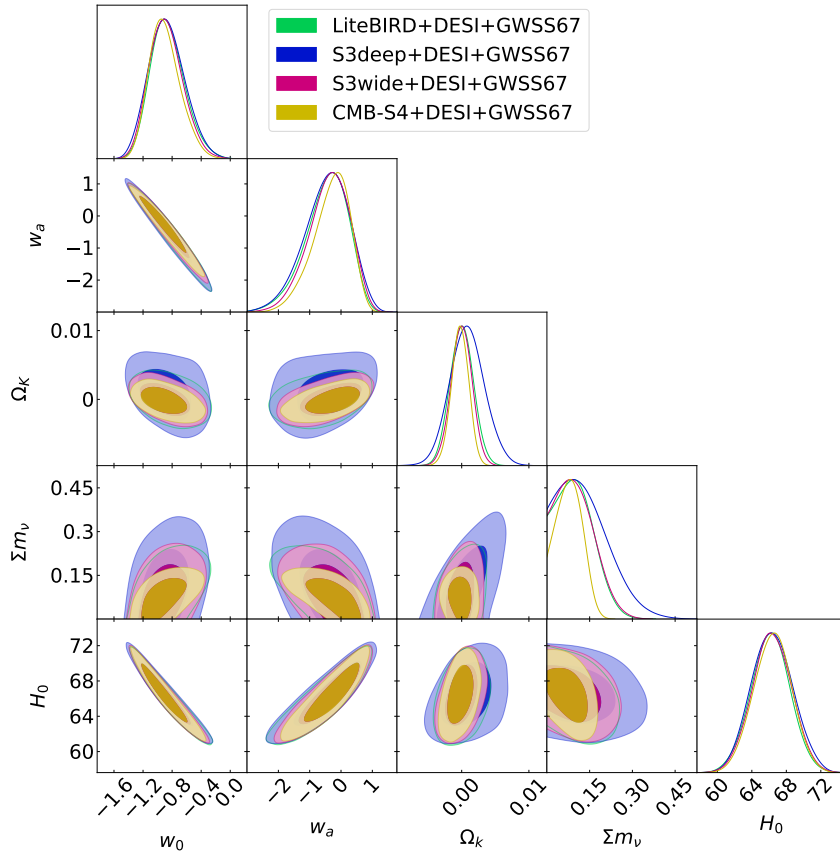 LiteBIRD+DESI+GWSS67
S3deep+DESI+GWSS67
S3wide+DESI+GWSS67
CMB-S4+DESI+GWSS67
1
0
−1
−2
w_a
0.01
0
Ω_K
0.45
0.3
0.15
Σm_ν
72
68
64
60
H_0
−1.6 −1.2 −0.8 −0.4 0.0
w_0
−2 −1 0 1
w_a
0.00 0.01
Ω_k
0.15 0.30 0.45
Σm_ν
60 64 68 72
H_0